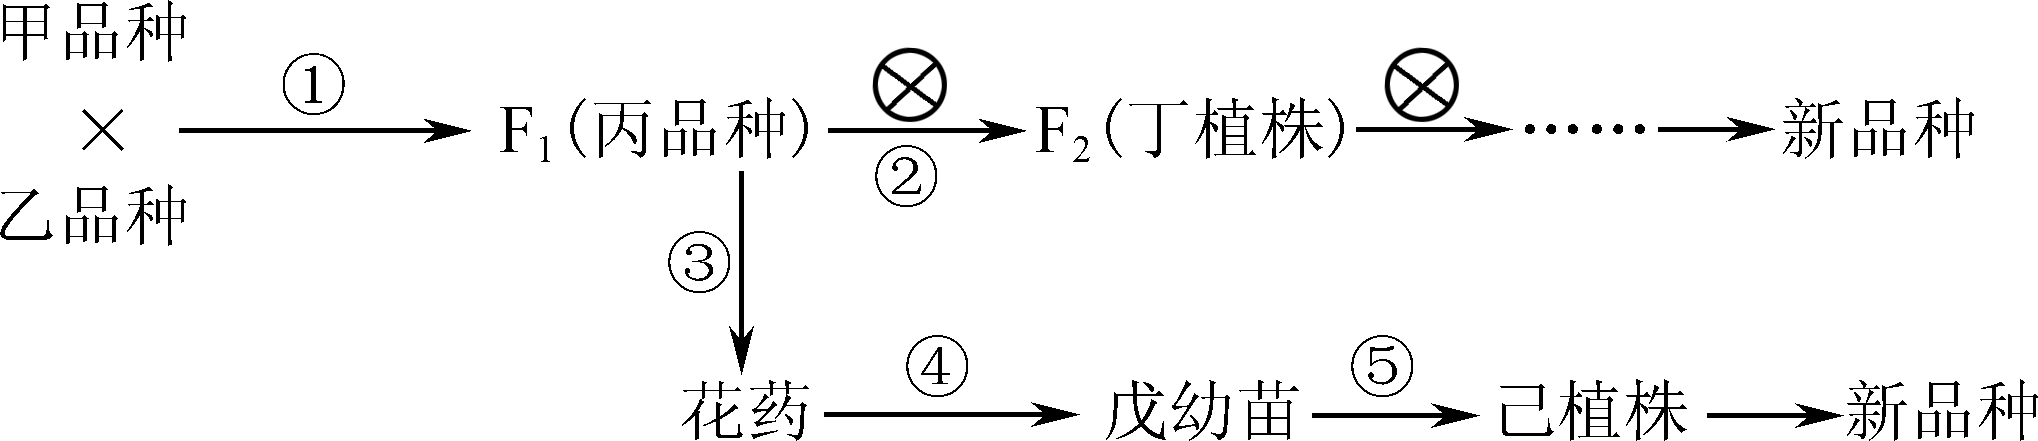 甲品种
×
乙品种
①
F₁(丙品种)
②
F₂(丁植株)
……
新品种
③
花药
④
戊幼苗
⑤
己植株
新品种